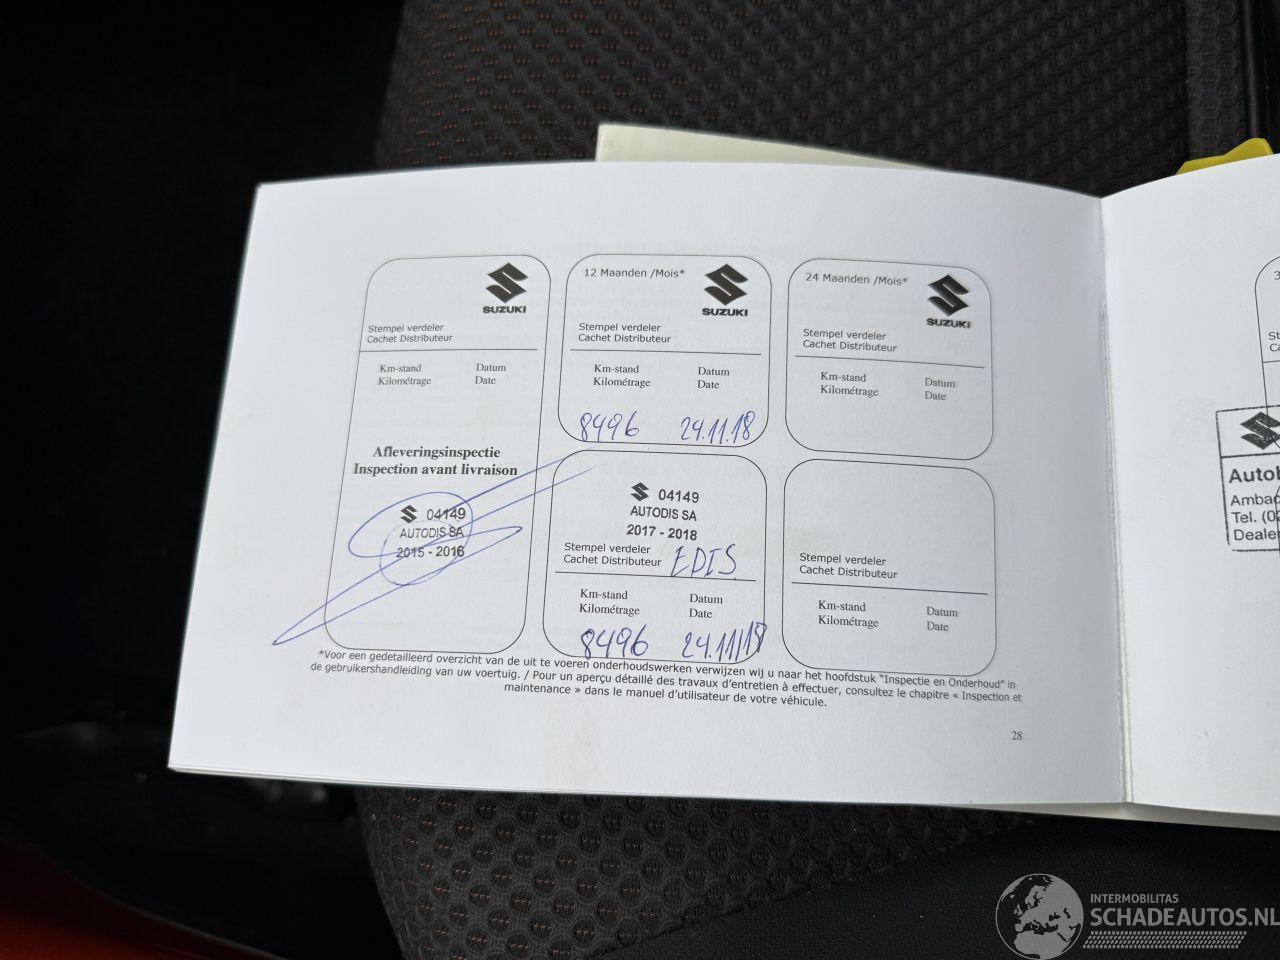 SUZUKI
Stempel verdeler
Cachet Distributeur
Km-stand Datum
Kilométrage Date
Afleveringsinspectie
Inspection avant livraison
04149
AUTODIS SA
2015 - 2016
12 Maanden /Mois*
SUZUKI
Stempel verdeler
Cachet Distributeur
Km-stand Datum
Kilométrage Date
8496 24.11.18
04149
AUTODIS SA
2017 - 2018
Stempel verdeler
Cachet Distributeur EDIS
Km-stand Datum
Kilométrage Date
8496 24.11/18
24 Maanden /Mois*
SUZUKI
Stempel verdeler
Cachet Distributeur
Km-stand Datum
Kilométrage Date
Stempel verdeler
Cachet Distributeur
Km-stand Datum
Kilométrage Date
*Voor een gedetailleerd overzicht van de uit te voeren onderhoudswerken verwijzen wij u naar het hoofdstuk "Inspectie en Onderhoud" in
de gebruikershandleiding van uw voertuig. / Pour un aperçu détaillé des travaux d'entretien à effectuer, consultez le chapitre « Inspection et
maintenance » dans le manuel d'utilisateur de votre véhicule.
28
Tel. (0
Dealer
INTERMOBILITAS
SCHADEAUTOS.NL